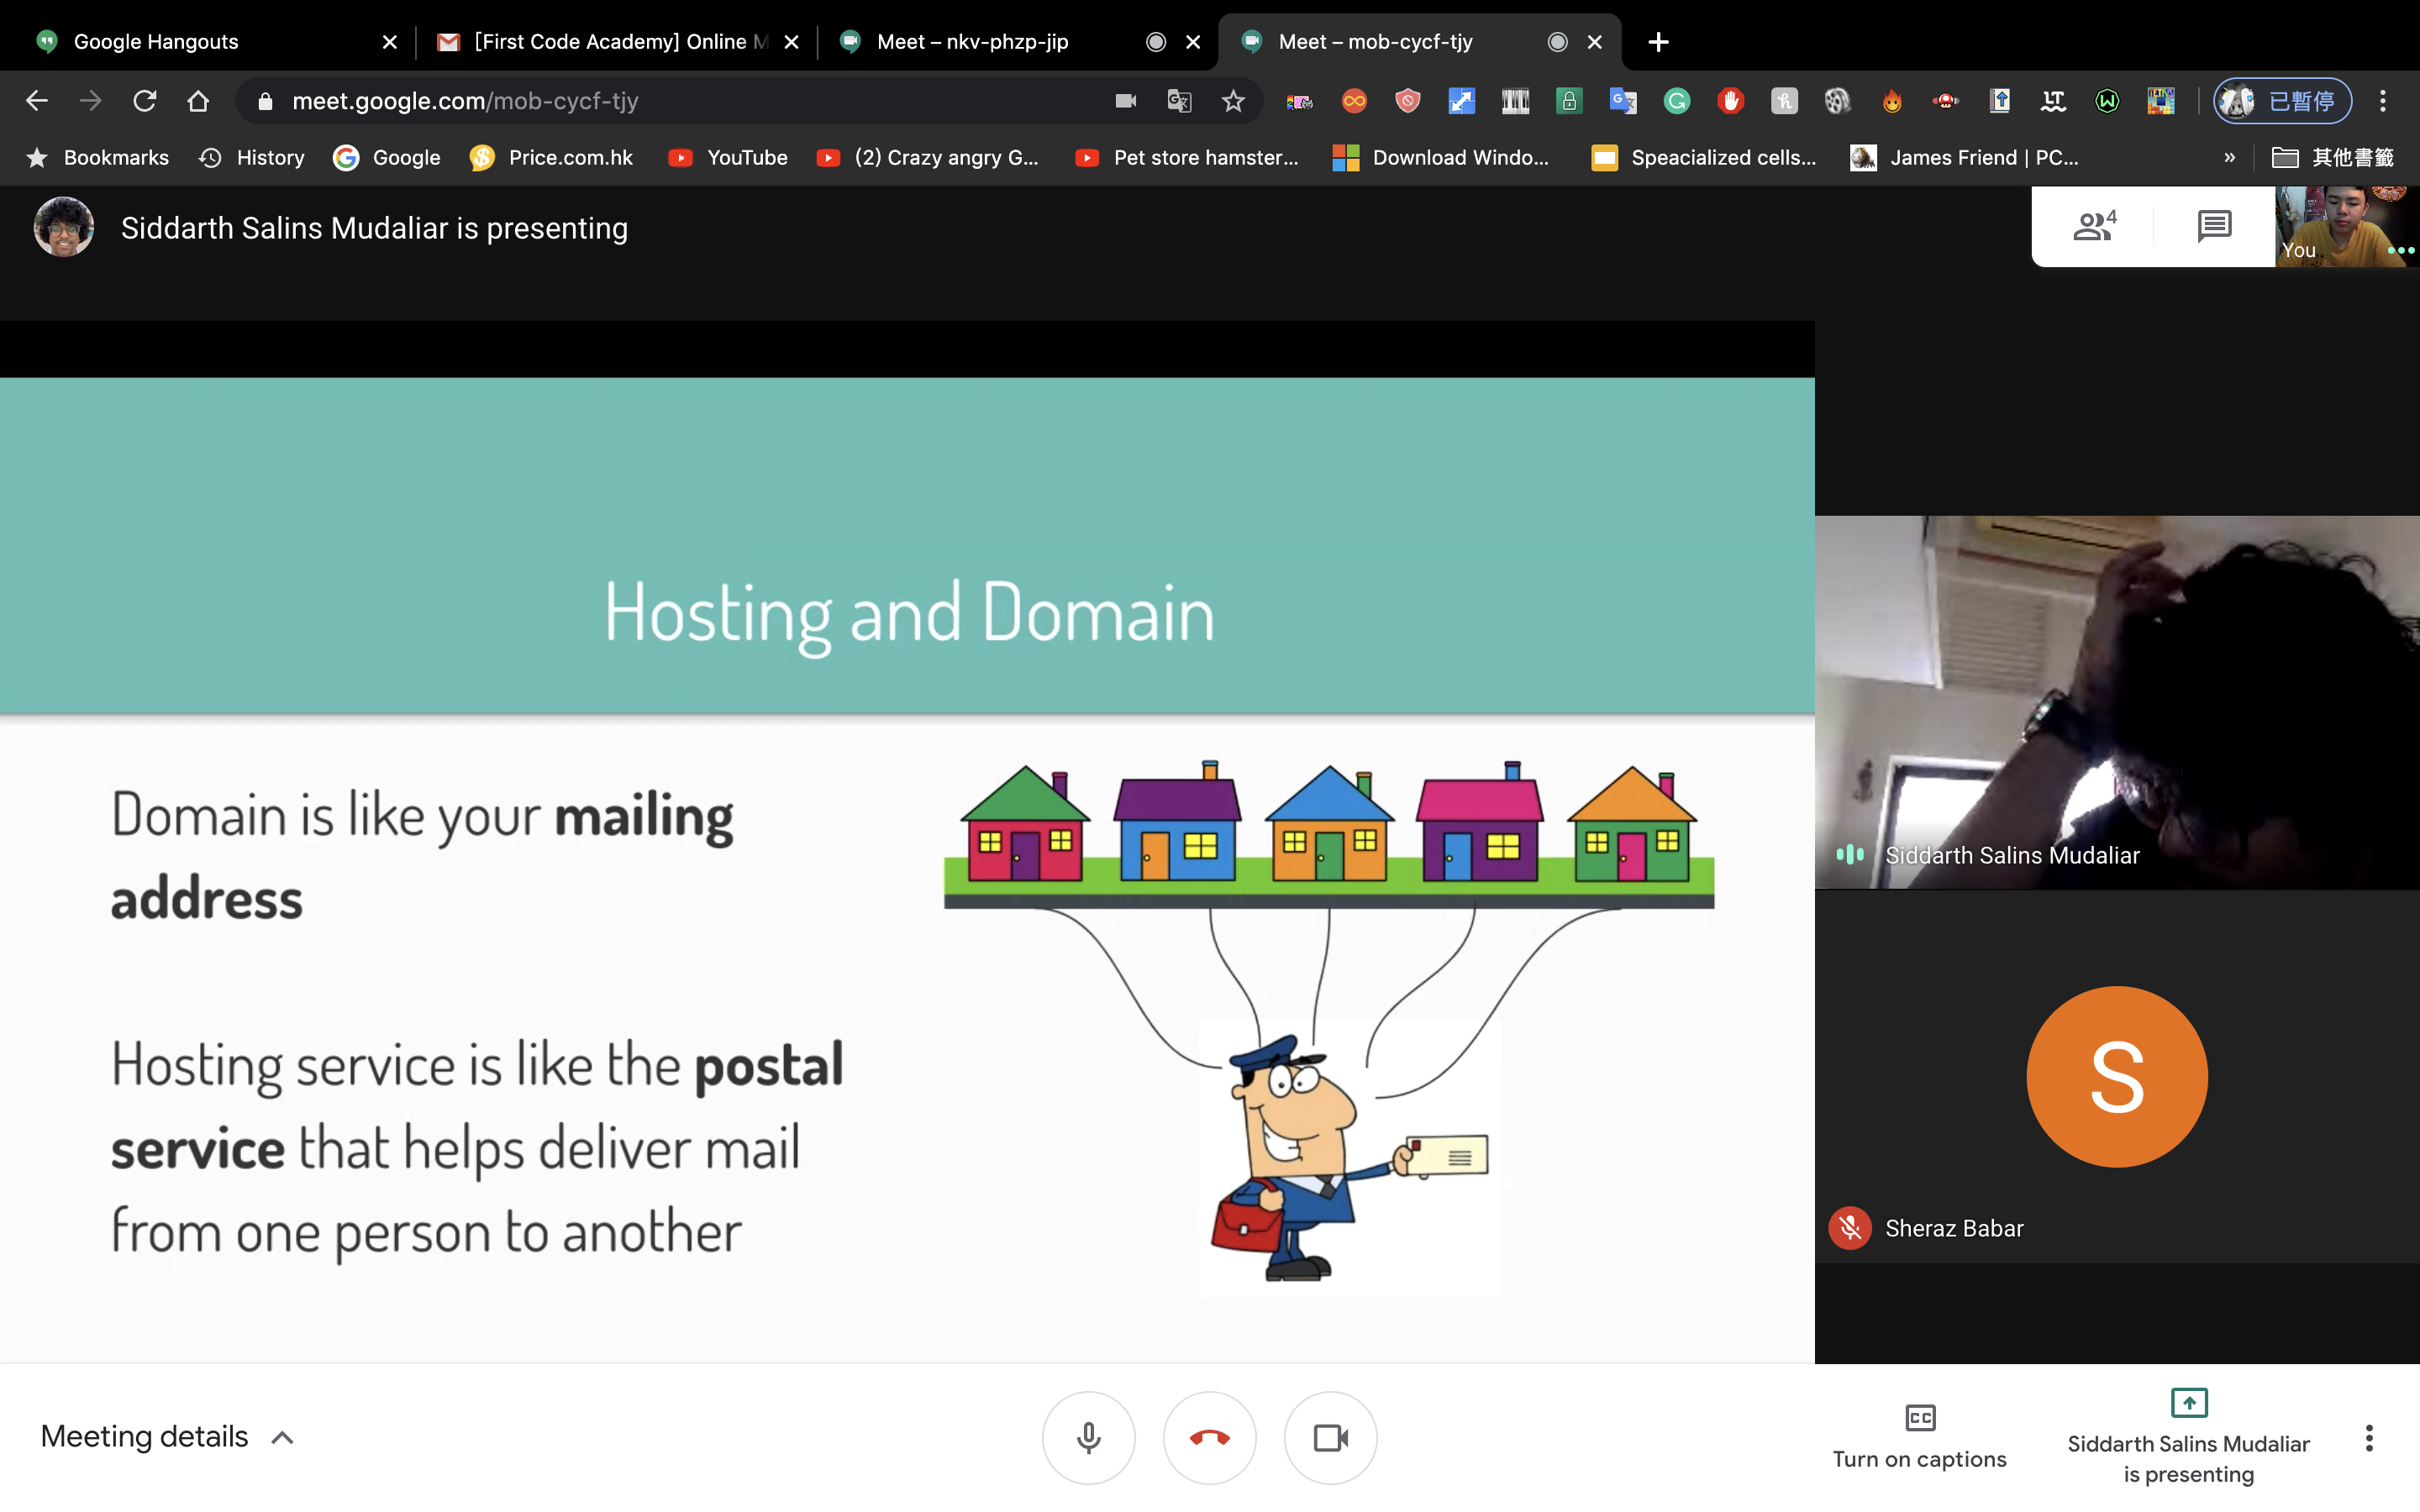 Google Hangouts
[First Code Academy] Online M
Meet – nkv-phzp-jip
Meet – mob-cycf-tjy
meet.google.com/mob-cycf-tjy
已暫停
Bookmarks
History
Google
Price.com.hk
YouTube
(2) Crazy angry G...
Pet store hamster...
Download Windo...
Speacialized cells...
James Friend | PC...
»
其他書籤
Siddarth Salins Mudaliar is presenting
4
You
Hosting and Domain
Domain is like your mailing
address
Hosting service is like the postal
service that helps deliver mail
from one person to another
Siddarth Salins Mudaliar
S
Sheraz Babar
Meeting details
CC
Turn on captions
Siddarth Salins Mudaliar
is presenting